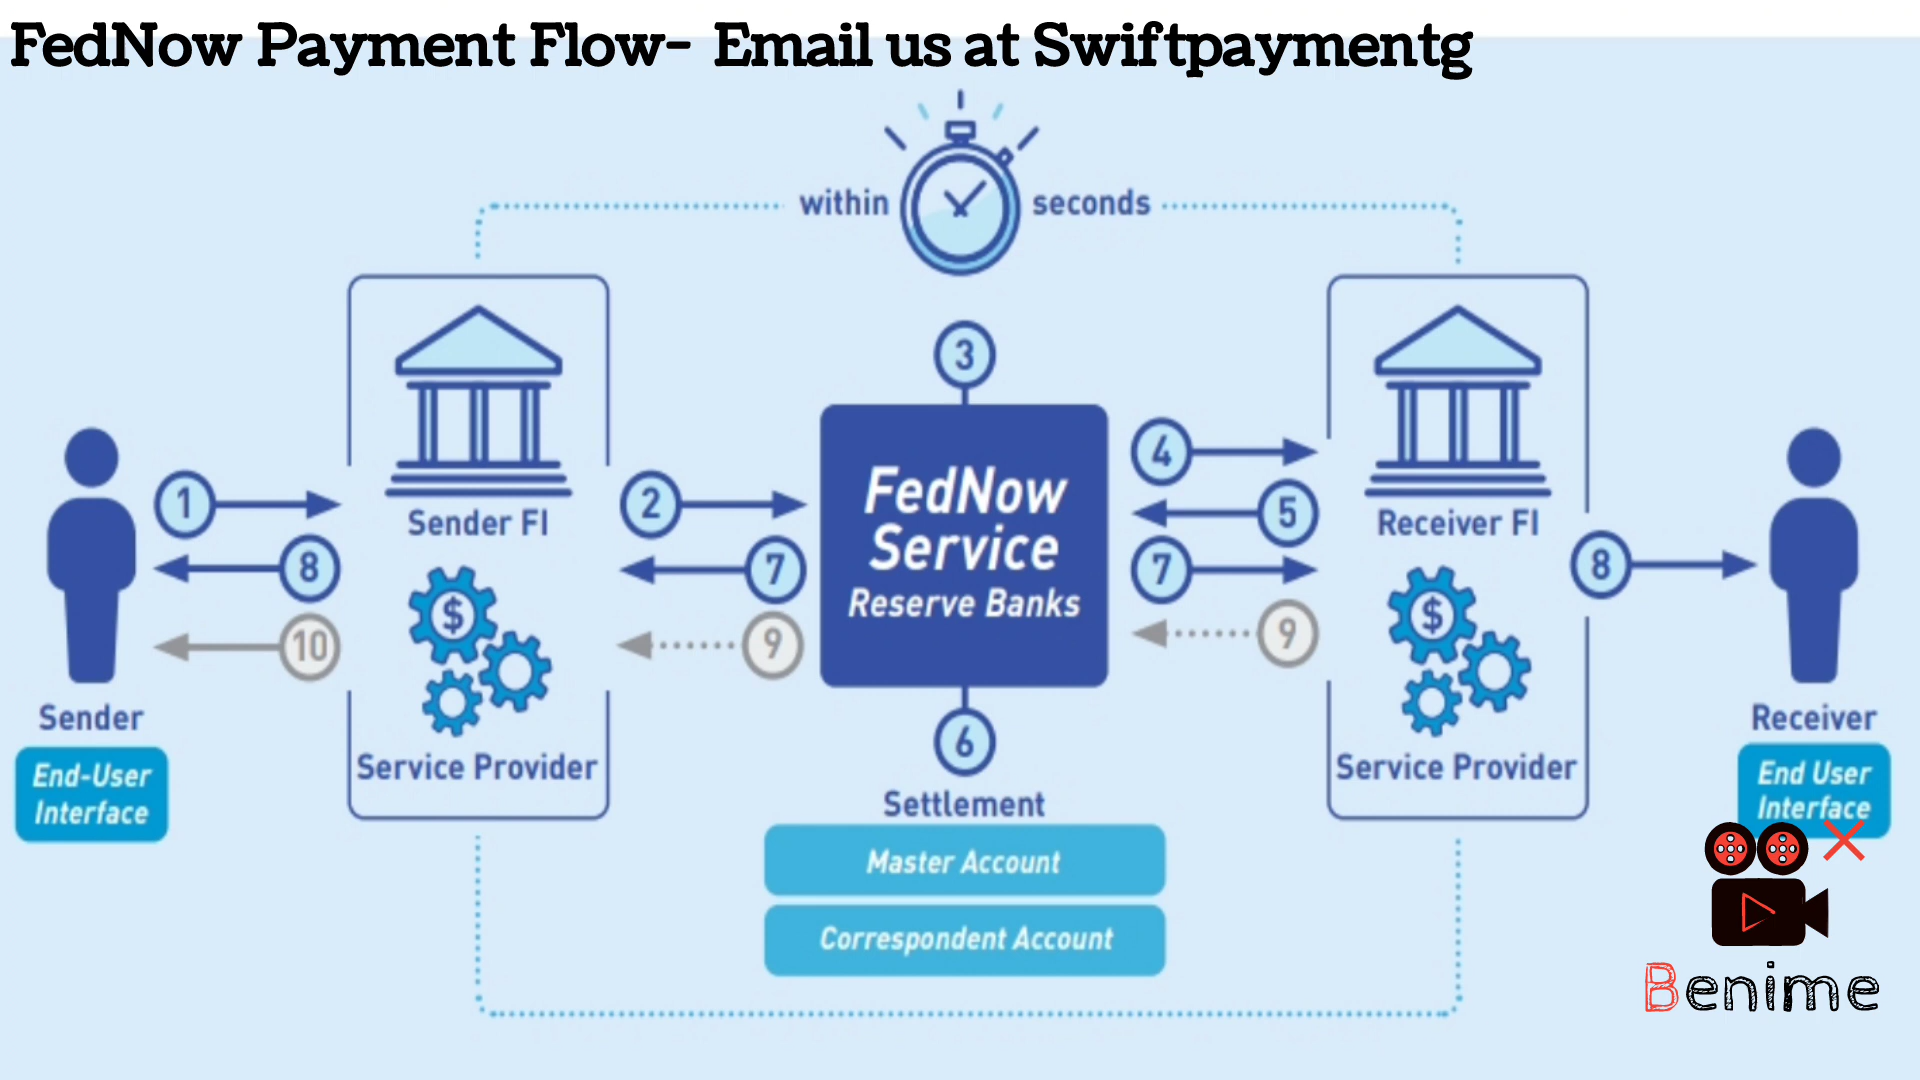 FedNow Payment Flow- Email us at Swiftpaymentg
within seconds
3
1
8
10
Sender FI
2
7
9
FedNow
Service
Reserve Banks
4
5
7
9
Receiver FI
8
$
$
Sender
End-User
Interface
Service Provider
6
Settlement
Master Account
Correspondent Account
Service Provider
Receiver
End User
Interface
Benime